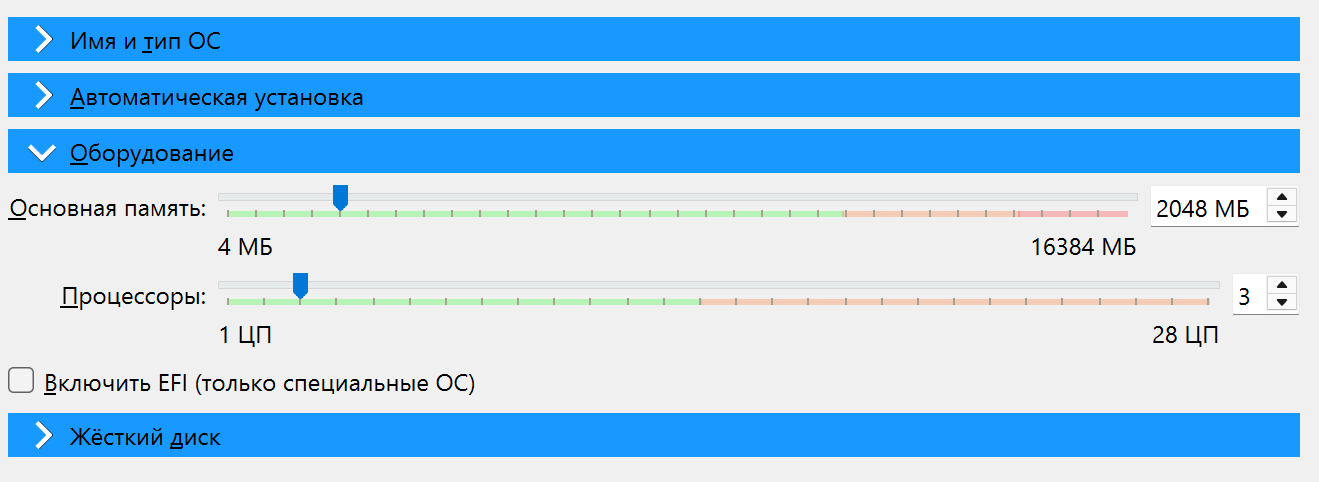 Имя и тип ОС
Автоматическая установка
Оборудование
Основная память: 2048 МБ
4 МБ 16384 МБ
Процессоры: 3
1 ЦП 28 ЦП
Включить EFI (только специальные ОС)
Жёсткий диск